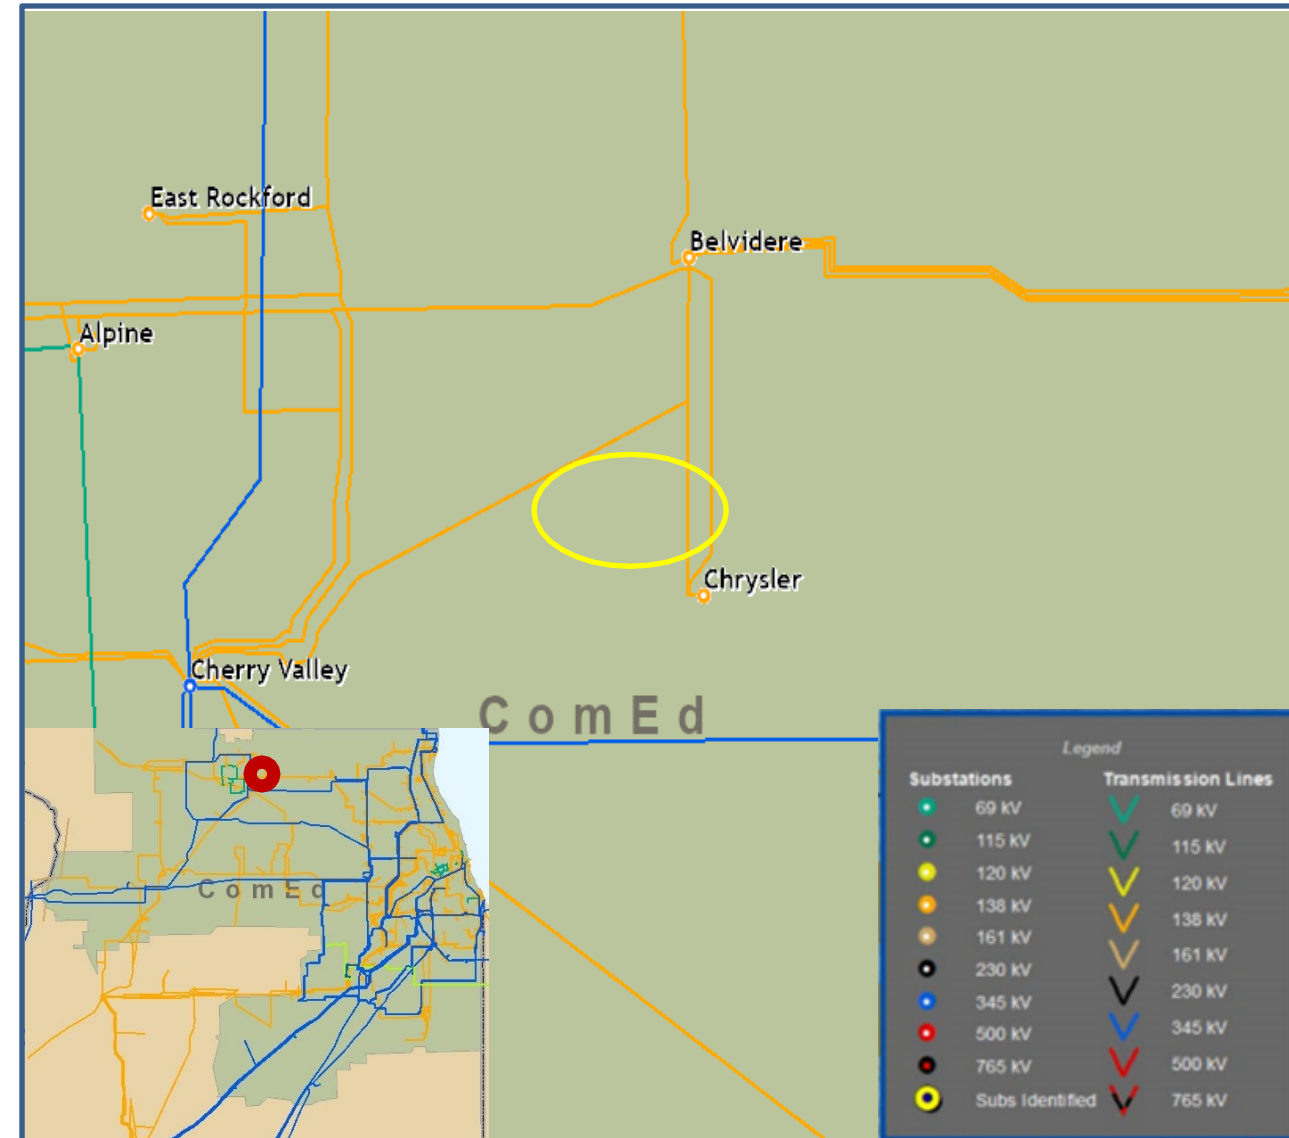 East Rockford
Belvidere
Alpine
Chrysler
Cherry Valley
ComEd
ComEd
Legend
Substations Transmission Lines
69 kV 69 kV
115 kV 115 kV
120 kV 120 kV
138 kV 138 kV
161 kV 161 kV
230 kV 230 kV
345 kV 345 kV
500 kV 500 kV
765 kV 765 kV
Subs Identified